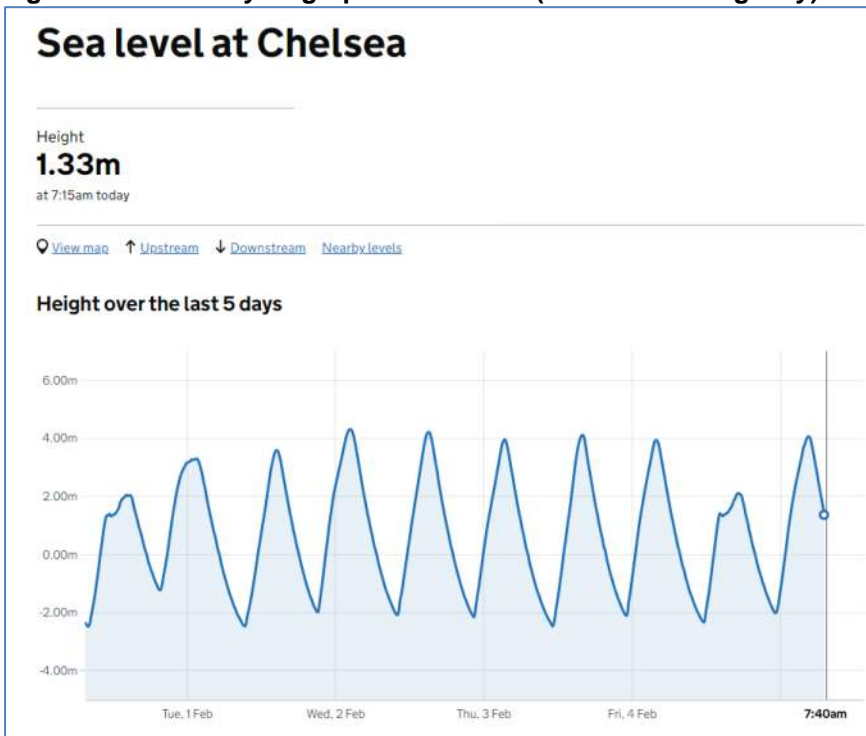 Sea level at Chelsea
Height
1.33m
at 7:15am today
View map Upstream Downstream Nearby levels
Height over the last 5 days
6.00m
4.00m
2.00m
0.00m
-2.00m
-4.00m
Tue, 1 Feb Wed, 2 Feb Thu, 3 Feb Fri, 4 Feb 7:40am